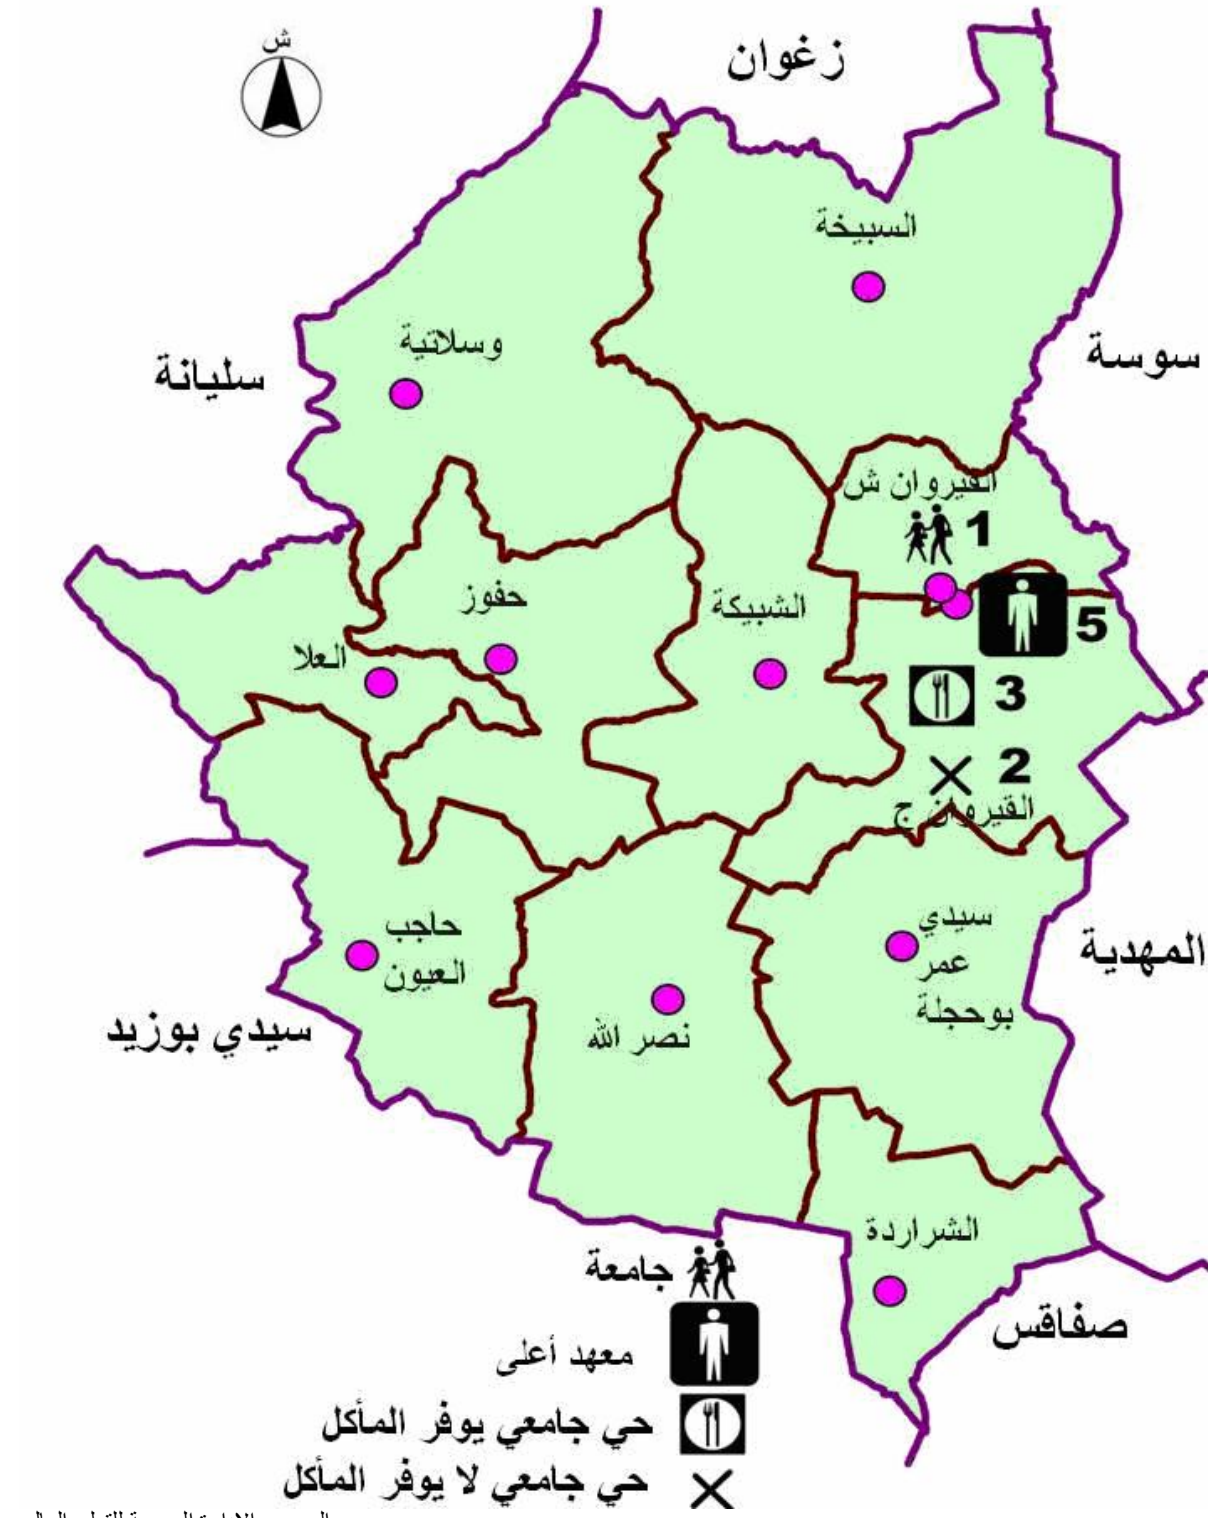 ش
زغوان
السبيخة
سوسة
وسلاتية
سليانة
القيروان ش
1
حفوز
الشبيكة
5
العلا
3
2
القيروان ج
حاجب
العيون
سيدي
عمر
بوحجلة
المهدية
نصر الله
سيدي بوزيد
الشراردة
جامعة
صفاقس
معهد أعلى
حي جامعي يوفر المأكل
حي جامعي لا يوفر المأكل